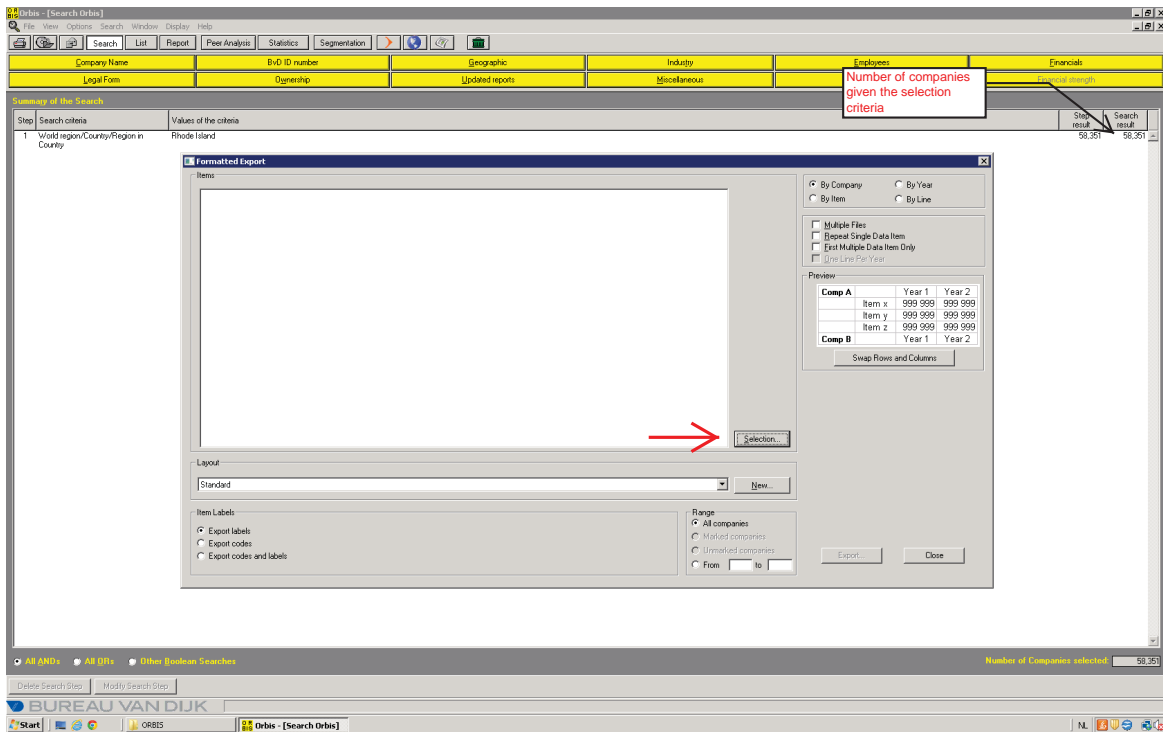 Orbis - [Search Orbis]
File View Options Search Window Display Help
Search List Report Peer Analysis Statistics Segmentation
Company Name BvD ID number Geographic Industry Employees Financials
Legal Form Ownership Updated reports Miscellaneous Financial strength
Number of companies
given the selection
criteria
Summary of the Search
Step Search criteria Values of the criteria Step result Search result
1 World region/Country/Region in Country Rhode Island 58,351 58,351
Formatted Export
Items
By Company By Year
By Item By Line
Multiple Files
Repeat Single Data Item
First Multiple Data Item Only
One Line Per Year
Preview
Comp A Year 1 Year 2
Item x 999 999 999 999
Item y 999 999 999 999
Item z 999 999 999 999
Comp B Year 1 Year 2
Swap Rows and Columns
Selection...
Layout
Standard New...
Item Labels
Export labels
Export codes
Export codes and labels
Range
All companies
Marked companies
Unmarked companies
From to
Export... Close
All ANDs All ORs Other Boolean Searches Number of Companies selected: 58,351
Delete Search Step Modify Search Step
BUREAU VAN DIJK
Start ORBIS Orbis - [Search Orbis] NL